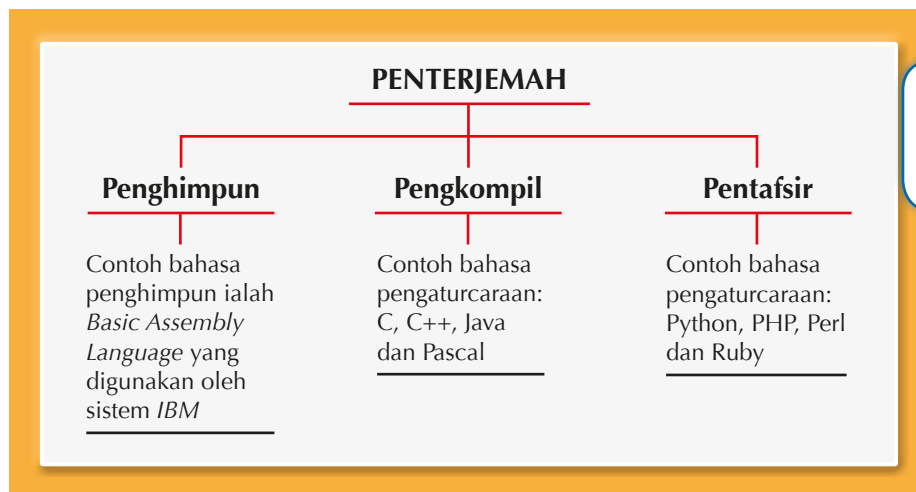 PENTERJEMAH
Penghimpun
Contoh bahasa
penghimpun ialah
Basic Assembly
Language yang
digunakan oleh
sistem IBM
Pengkompil
Contoh bahasa
pengaturcaraan:
C, C++, Java
dan Pascal
Pentafsir
Contoh bahasa
pengaturcaraan:
Python, PHP, Perl
dan Ruby